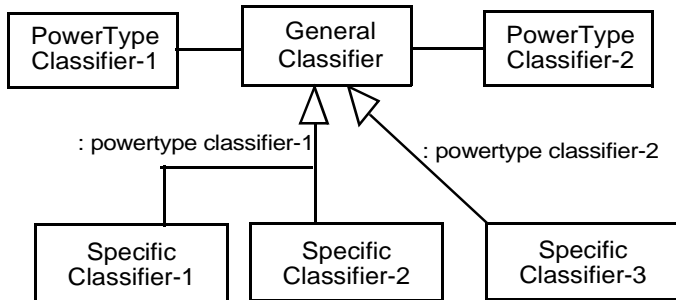 PowerType
Classifier-1
General
Classifier
PowerType
Classifier-2
: powertype classifier-1
: powertype classifier-2
Specific
Classifier-1
Specific
Classifier-2
Specific
Classifier-3